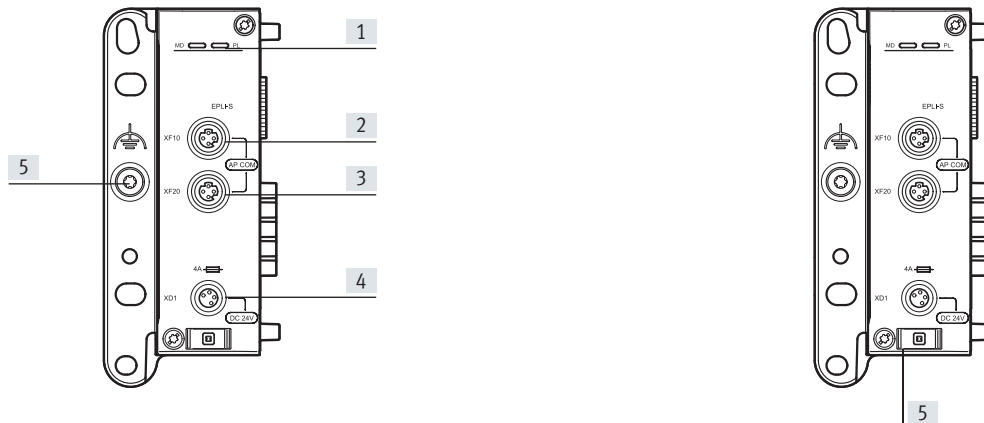 1
MD PL
EPLI-S
2
XF10
AP COM
5
3
XF20
4A
4
XD1
DC 24V
MD PL
EPLI-S
XF10
AP COM
XF20
4A
XD1
DC 24V
5